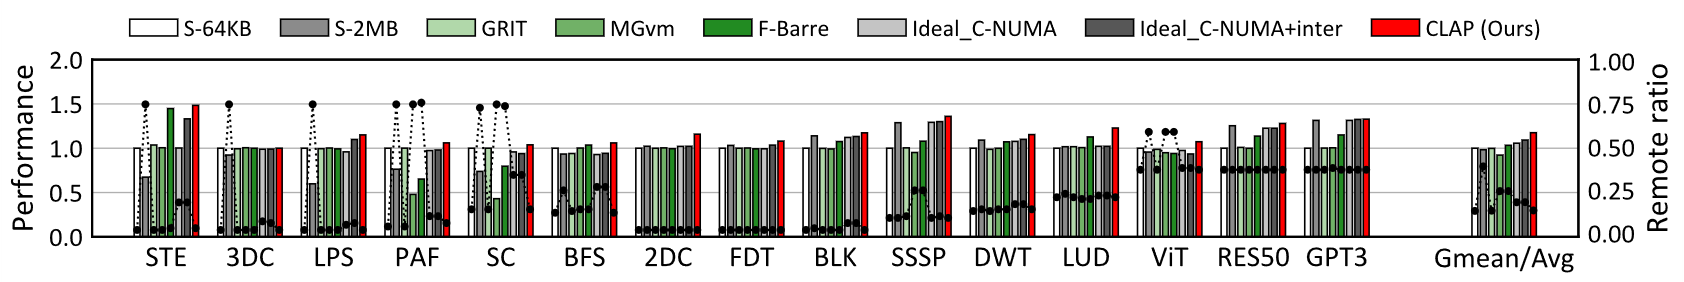 S-64KB S-2MB GRIT MGvm F-Barre Ideal_C-NUMA Ideal_C-NUMA+inter CLAP (Ours)
Performance
2.0
1.5
1.0
0.5
0.0
1.00
0.75
0.50
0.25
0.00
Remote ratio
STE 3DC LPS PAF SC BFS 2DC FDT BLK SSSP DWT LUD ViT RES50 GPT3 Gmean/Avg